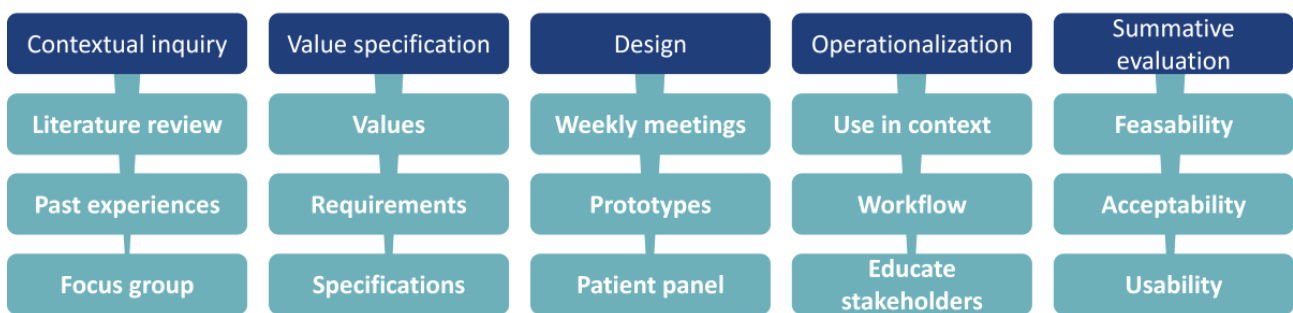 Contextual inquiry
Literature review
Past experiences
Focus group
Value specification
Values
Requirements
Specifications
Design
Weekly meetings
Prototypes
Patient panel
Operationalization
Use in context
Workflow
Educate
stakeholders
Summative
evaluation
Feasability
Acceptability
Usability